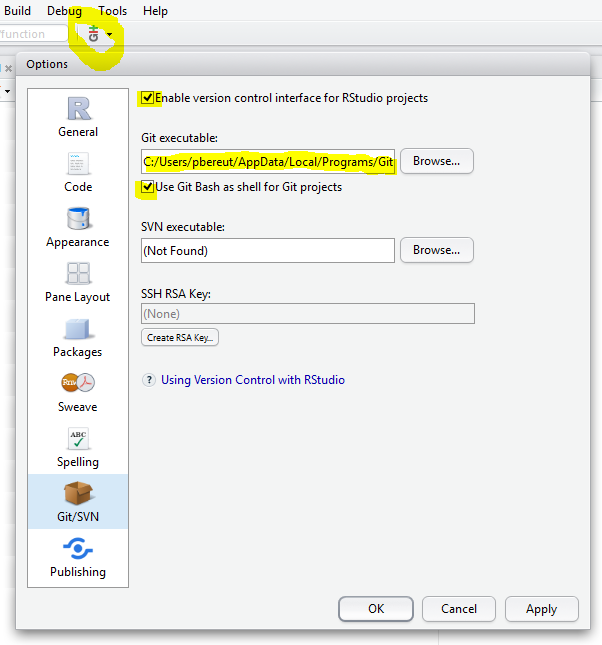 Build Debug Tools Help
/function
Git
Options
Enable version control interface for RStudio projects
General
Git executable:
C:/Users/pbereut/AppData/Local/Programs/Git
Browse...
Code
Use Git Bash as shell for Git projects
SVN executable:
Appearance
(Not Found)
Browse...
SSH RSA Key:
Pane Layout
(None)
Create RSA Key...
Packages
Using Version Control with RStudio
Sweave
ABC
Spelling
Git/SVN
Publishing
OK
Cancel
Apply